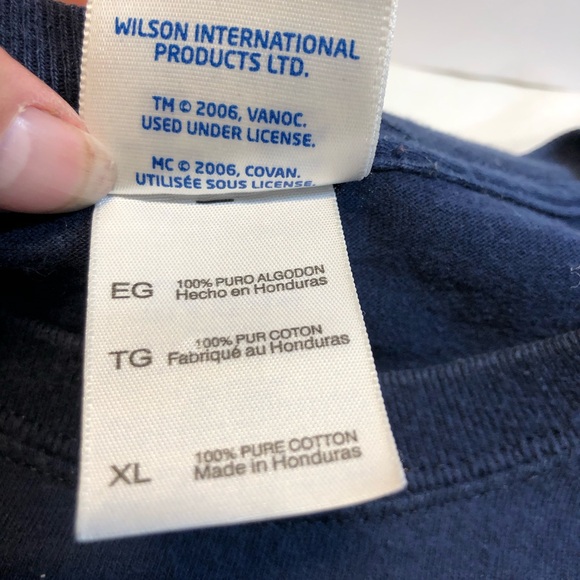 WILSON INTERNATIONAL
PRODUCTS LTD.
TM © 2006, VANOC.
USED UNDER LICENSE.
MC © 2006, COVAN.
UTILISÉE SOUS LICENSE.
EG 100% PURO ALGODON
Hecho en Honduras
TG 100% PUR COTON
Fabriqué au Honduras
XL 100% PURE COTTON
Made in Honduras